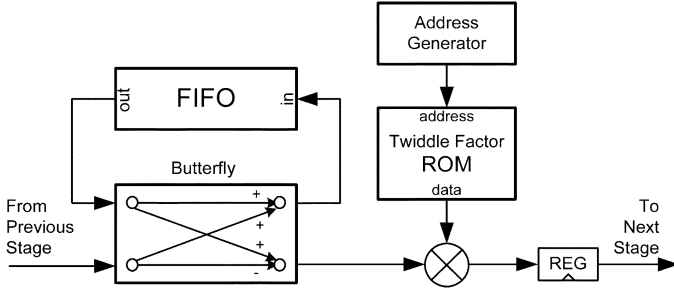 Address
Generator
out
FIFO
in
address
Twiddle Factor
ROM
data
Butterfly
+
+
+
-
From
Previous
Stage
REG
To
Next
Stage